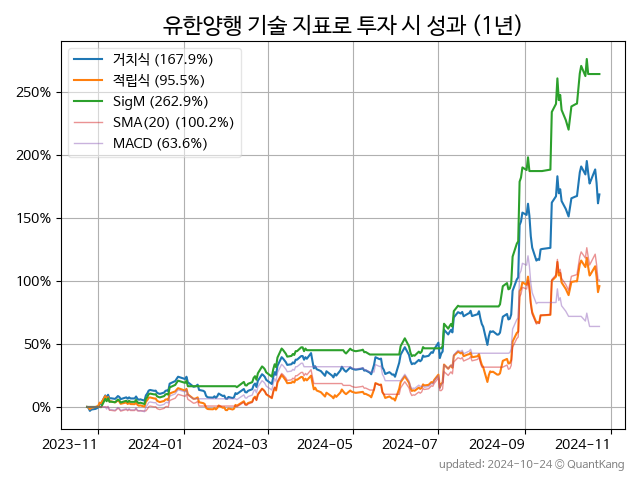 유한양행 기술 지표로 투자 시 성과 (1년)
거치식 (167.9%)
적립식 (95.5%)
SigM (262.9%)
SMA(20) (100.2%)
MACD (63.6%)
250%
200%
150%
100%
50%
0%
2023-11 2024-01 2024-03 2024-05 2024-07 2024-09 2024-11
updated: 2024-10-24 © QuantKang